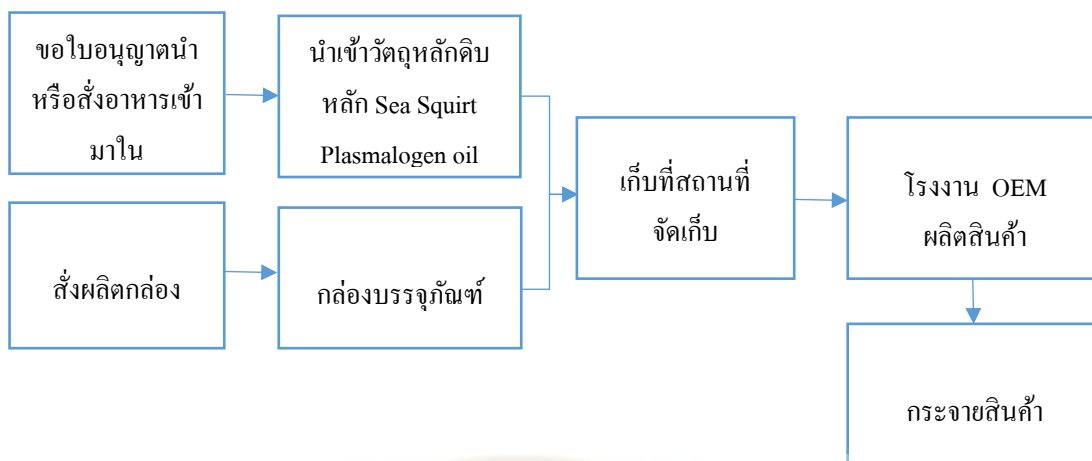 ขอใบอนุญาตนำ
หรือสั่งอาหารเข้า
มาใน
นำเข้าวัตถุหลักดิบ
หลัก Sea Squirt
Plasmalogen oil
เก็บที่สถานที่
จัดเก็บ
โรงงาน OEM
ผลิตสินค้า
สั่งผลิตกล่อง
กล่องบรรจุภัณฑ์
กระจายสินค้า